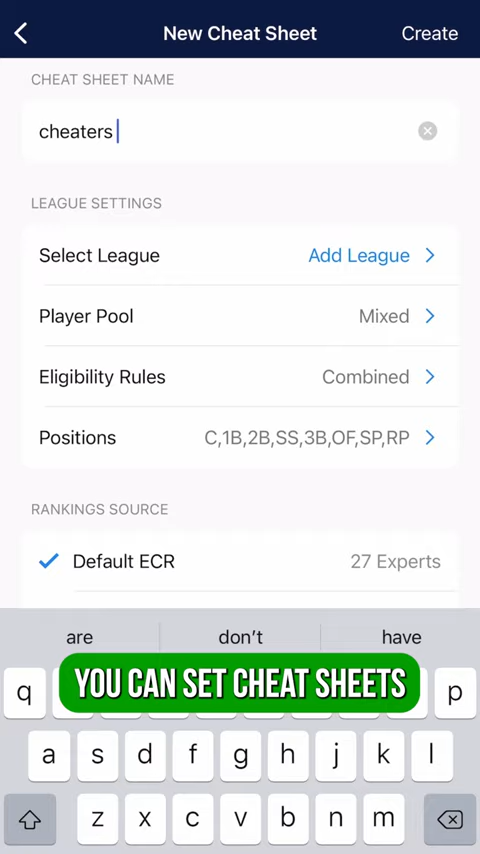 New Cheat Sheet Create
CHEAT SHEET NAME
cheaters
LEAGUE SETTINGS
Select League Add League
Player Pool Mixed
Eligibility Rules Combined
Positions C,1B,2B,SS,3B,OF,SP,RP
RANKINGS SOURCE
Default ECR 27 Experts
are don't have
YOU CAN SET CHEAT SHEETS
q p
a s d f g h j k l
z x c v b n m